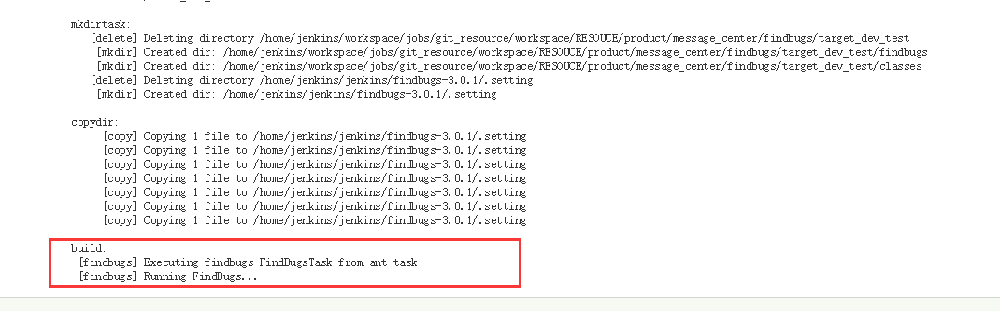 mkdirtask:
[delete] Deleting directory /home/jenkins/workspace/jobs/git_resource/workspace/RESOUCE/product/message_center/findbugs/target_dev_test
[mkdir] Created dir: /home/jenkins/workspace/jobs/git_resource/workspace/RESOUCE/product/message_center/findbugs/target_dev_test/findbugs
[mkdir] Created dir: /home/jenkins/workspace/jobs/git_resource/workspace/RESOUCE/product/message_center/findbugs/target_dev_test/classes
[delete] Deleting directory /home/jenkins/jenkins/findbugs-3.0.1/.setting
[mkdir] Created dir: /home/jenkins/jenkins/findbugs-3.0.1/.setting
copydir:
[copy] Copying 1 file to /home/jenkins/jenkins/findbugs-3.0.1/.setting
[copy] Copying 1 file to /home/jenkins/jenkins/findbugs-3.0.1/.setting
[copy] Copying 1 file to /home/jenkins/jenkins/findbugs-3.0.1/.setting
[copy] Copying 1 file to /home/jenkins/jenkins/findbugs-3.0.1/.setting
[copy] Copying 1 file to /home/jenkins/jenkins/findbugs-3.0.1/.setting
[copy] Copying 1 file to /home/jenkins/jenkins/findbugs-3.0.1/.setting
[copy] Copying 1 file to /home/jenkins/jenkins/findbugs-3.0.1/.setting
build:
[findbugs] Executing findbugs FindBugsTask from ant task
[findbugs] Running FindBugs...